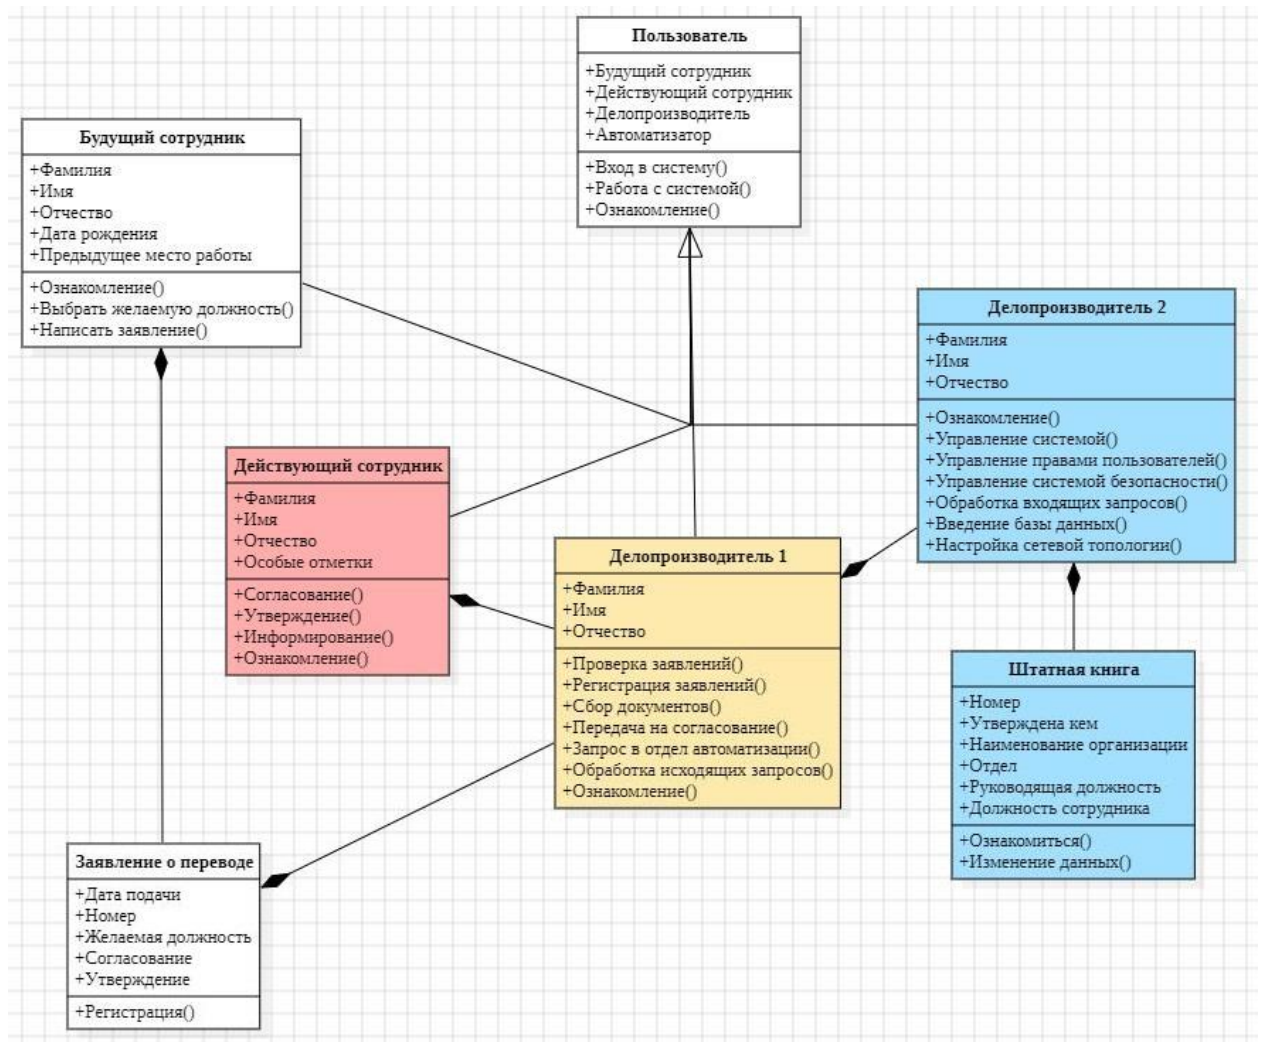 Пользователь
+Будущий сотрудник
+Действующий сотрудник
+Делопроизводитель
+Автоматизатор
+Вход в систему()
+Работа с системой()
+Ознакомление()
Будущий сотрудник
+Фамилия
+Имя
+Отчество
+Дата рождения
+Предыдущее место работы
+Ознакомление()
+Выбрать желаемую должность()
+Написать заявление()
Делопроизводитель 2
+Фамилия
+Имя
+Отчество
+Ознакомление()
+Управление системой()
+Управление правами пользователей()
+Управление системой безопасности()
+Обработка входящих запросов()
+Введение базы данных()
+Настройка сетевой топологии()
Действующий сотрудник
+Фамилия
+Имя
+Отчество
+Особые отметки
+Согласование()
+Утверждение()
+Информирование()
+Ознакомление()
Делопроизводитель 1
+Фамилия
+Имя
+Отчество
+Проверка заявлений()
+Регистрация заявлений()
+Сбор документов()
+Передача на согласование()
+Запрос в отдел автоматизации()
+Обработка исходящих запросов()
+Ознакомление()
Штатная книга
+Номер
+Утверждена кем
+Наименование организации
+Отдел
+Руководящая должность
+Должность сотрудника
+Ознакомиться()
+Изменение данных()
Заявление о переводе
+Дата подачи
+Номер
+Желаемая должность
+Согласование
+Утверждение
+Регистрация()